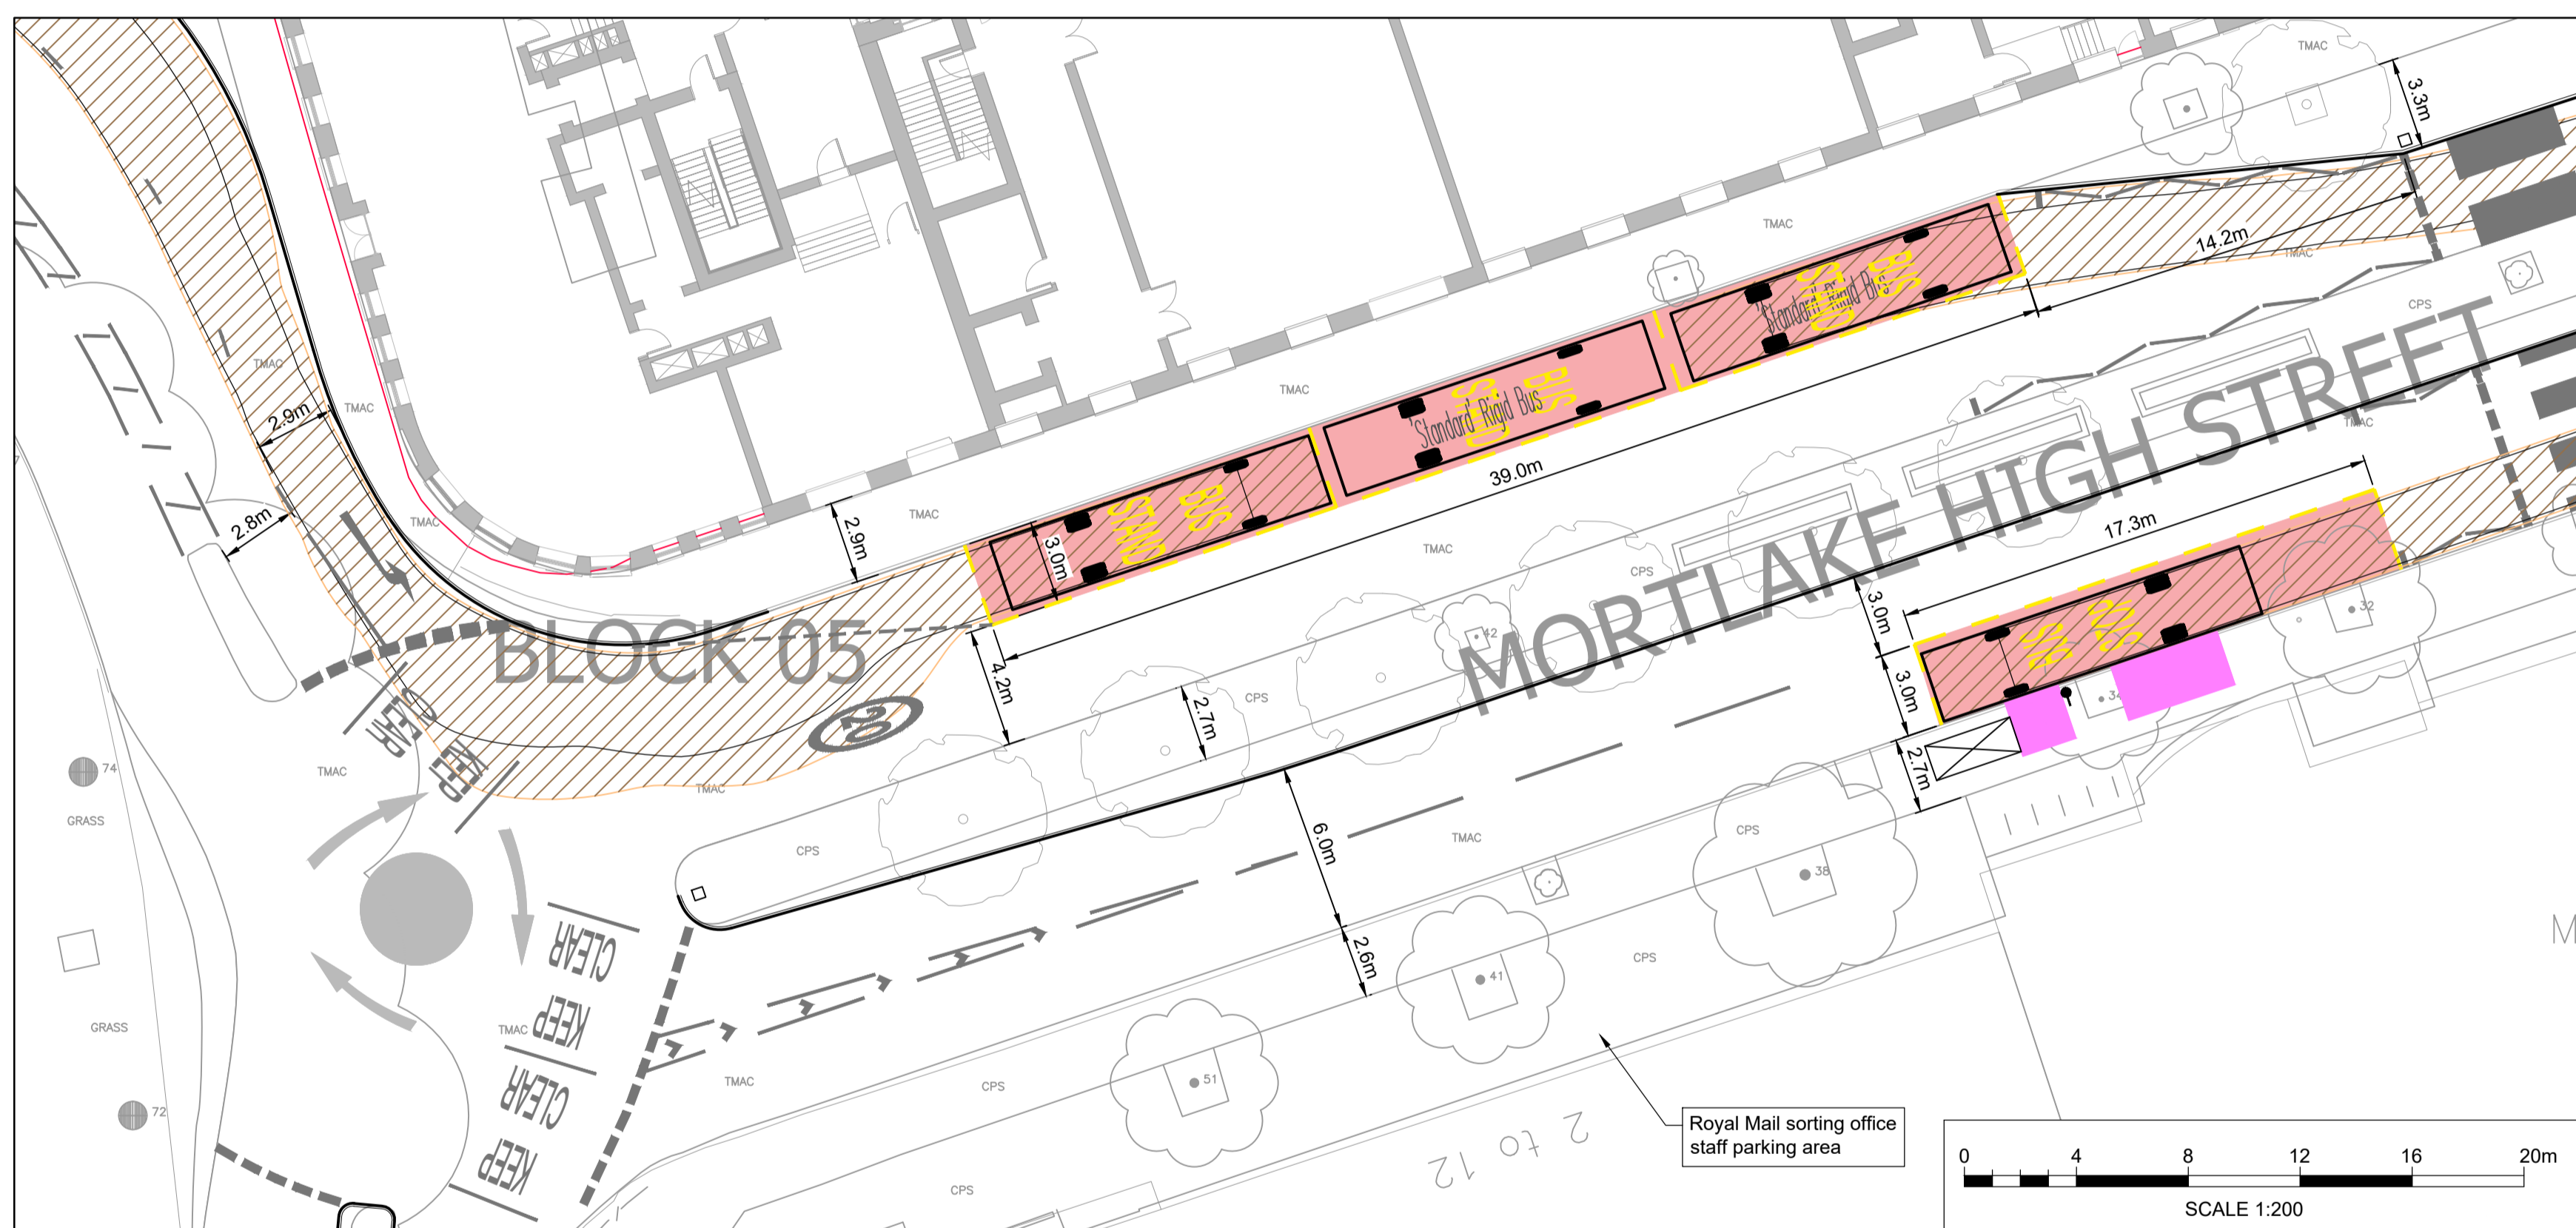 TMAC
3.3m
TMAC
14.2m
TMAC
CPS
TMAC
2.9m
TMAC
BUS
STAND
'Standard' Rigid Bus
BUS
STAND
'Standard' Rigid Bus
TMAC
39.0m
TMAC
MORTLAKE HIGH STREET
17.3m
BUS
STAND
3.0m
2.9m
TMAC
TMAC
2.8m
TMAC
CPS
BLOCK 05
20
4.2m
2.7m
CPS
42
3.0m
3.0m
2.7m
BUS
STOP
34
32
KEEP
CLEAR
TMAC
TMAC
74
GRASS
CPS
6.0m
TMAC
CPS
38
2.6m
CPS
41
CLEAR
KEEP
TMAC
CLEAR
KEEP
GRASS
72
TMAC
CPS
51
CPS
2 to 12
M
Royal Mail sorting office
staff parking area
0 4 8 12 16 20m
SCALE 1:200